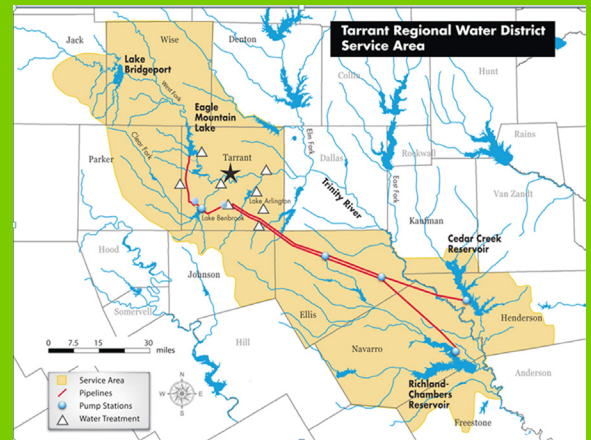 Tarrant Regional Water District
Service Area
Jack
Wise
Denton
Collin
Hunt
Lake
Bridgeport
West Fork
Eagle
Mountain
Lake
Clear Fork
Elm Fork
Parker
Tarrant
Dallas
Rockwall
Rains
East Fork
Trinity River
Lake Arlington
Lake Benbrook
Van Zandt
Kaufman
Hood
Johnson
Cedar Creek
Reservoir
Somervell
Ellis
Henderson
Hill
Navarro
Anderson
0 7.5 15 30
miles
Service Area
Pipelines
Pump Stations
Water Treatment
N
W E
S
Richland-
Chambers
Reservoir
Freestone